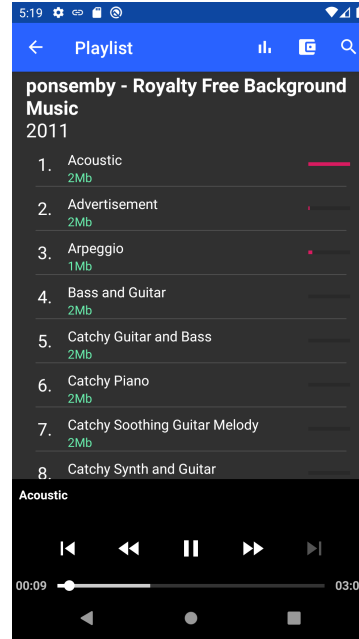 5:19
Playlist
ponsemby - Royalty Free Background
Music
2011
1. Acoustic
2Mb
2. Advertisement
2Mb
3. Arpeggio
1Mb
4. Bass and Guitar
2Mb
5. Catchy Guitar and Bass
2Mb
6. Catchy Piano
2Mb
7. Catchy Soothing Guitar Melody
2Mb
8. Catchy Synth and Guitar
Acoustic
00:09